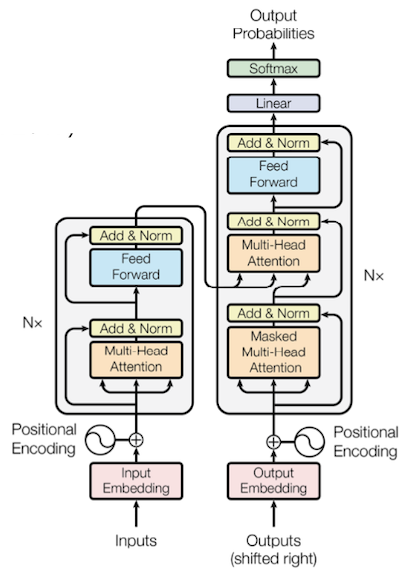 Output
Probabilities
Softmax
Linear
Add & Norm
Feed
Forward
Add & Norm
Multi-Head
Attention
Nx
Add & Norm
Masked
Multi-Head
Attention
Add & Norm
Feed
Forward
Nx
Add & Norm
Multi-Head
Attention
Positional
Encoding
Positional
Encoding
Input
Embedding
Output
Embedding
Inputs
Outputs
(shifted right)